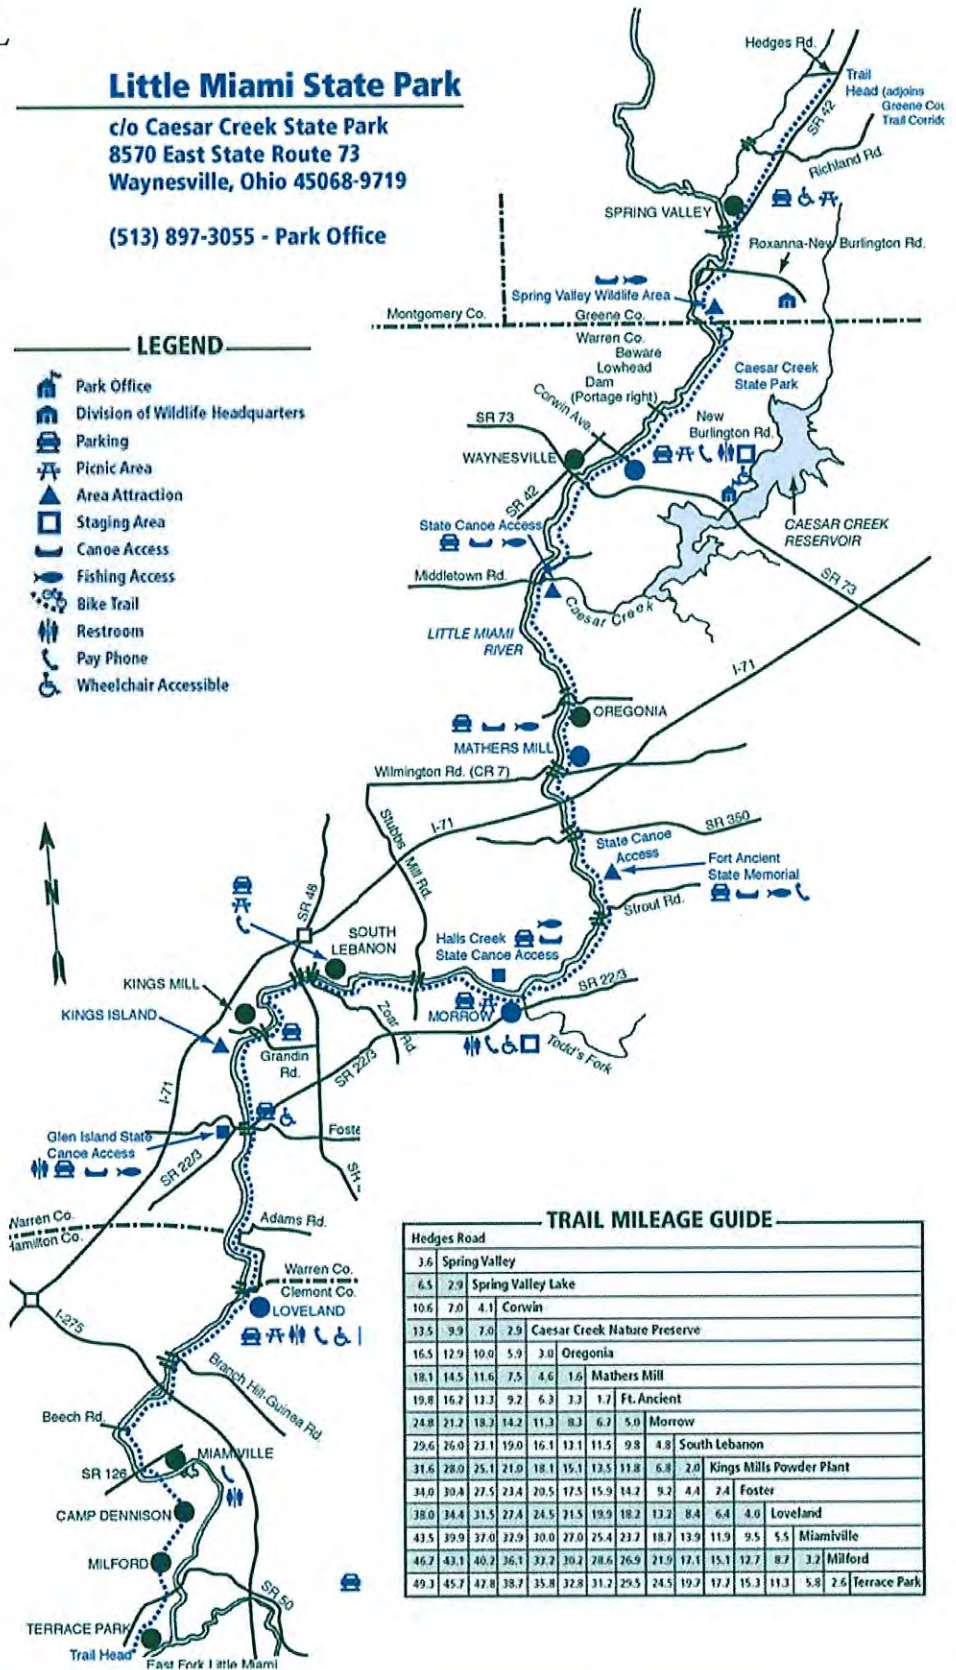 Little Miami State Park
c/o Caesar Creek State Park
8570 East State Route 73
Waynesville, Ohio 45068-9719
(513) 897-3055 - Park Office
LEGEND
Park Office
Division of Wildlife Headquarters
Parking
Picnic Area
Area Attraction
Staging Area
Canoe Access
Fishing Access
Bike Trail
Restroom
Pay Phone
Wheelchair Accessible
Hedges Rd.
Trail
Head (adjoins
Greene Cou
Trail Corrido
SR 42
Richland Rd.
SPRING VALLEY
Roxanna-New Burlington Rd.
Spring Valley Wildlife Area
Montgomery Co.
Greene Co.
Warren Co.
Beware
Lowhead
Dam
(Portage right)
Caesar Creek
State Park
Corwin Ave.
SR 73
New
Burlington Rd.
WAYNESVILLE
SR 42
State Canoe Access
CAESAR CREEK
RESERVOIR
Middletown Rd.
Caesar Creek
SR 73
LITTLE MIAMI
RIVER
I-71
OREGONIA
MATHERS MILL
Wilmington Rd. (CR 7)
Stubbs Mill Rd.
I-71
SR 350
State Canoe
Access
Fort Ancient
State Memorial
Strout Rd.
N
SR 48
SOUTH
LEBANON
Halls Creek
State Canoe Access
KINGS MILL
SR 22/3
KINGS ISLAND
MORROW
Zoar Rd.
Todd's Fork
Grandin
Rd.
SR 22/3
I-71
Glen Island State
Canoe Access
Foste
SR 22/3
Warren Co.
Hamilton Co.
Adams Rd.
Warren Co.
Clemont Co.
LOVELAND
I-275
Branch Hill-Guinea Rd.
Beech Rd.
MIAMIVILLE
SR 126
CAMP DENNISON
MILFORD
SR 50
TERRACE PARK
Trail Head
East Fork Little Miami
TRAIL MILEAGE GUIDE
Hedges Road
3.6 Spring Valley
6.5 2.9 Spring Valley Lake
10.6 7.0 4.1 Corwin
13.5 9.9 7.0 2.9 Caesar Creek Nature Preserve
16.5 12.9 10.0 5.9 3.0 Oregonia
18.1 14.5 11.6 7.5 4.6 1.6 Mathers Mill
19.8 16.2 13.3 9.2 6.3 3.3 1.7 Ft. Ancient
24.8 21.2 18.3 14.2 11.3 8.3 6.7 5.0 Morrow
29.6 26.0 23.1 19.0 16.1 13.1 11.5 9.8 4.8 South Lebanon
31.6 28.0 25.1 21.0 18.1 15.1 13.5 11.8 6.8 2.0 Kings Mills Powder Plant
34.0 30.4 27.5 23.4 20.5 17.5 15.9 14.2 9.2 4.4 2.4 Foster
38.0 34.4 31.5 27.4 24.5 21.5 19.9 18.2 13.2 8.4 6.4 4.0 Loveland
43.5 39.9 37.0 32.9 30.0 27.0 25.4 23.7 18.7 13.9 11.9 9.5 5.5 Miamiville
46.7 43.1 40.2 36.1 33.2 30.2 28.6 26.9 21.9 17.1 15.1 12.7 8.7 3.2 Milford
49.3 45.7 42.8 38.7 35.8 32.8 31.2 29.5 24.5 19.7 17.7 15.3 11.3 5.8 2.6 Terrace Park